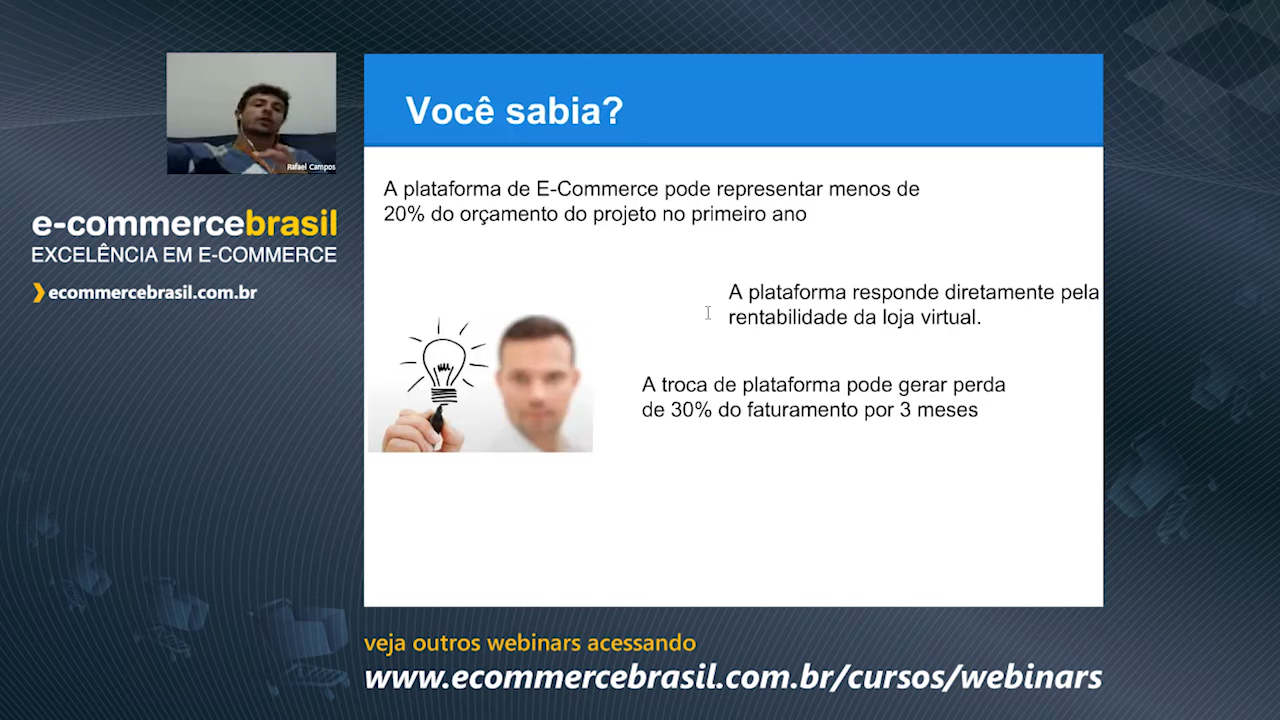 Rafael Campos
e-commercebrasil
EXCELÊNCIA EM E-COMMERCE
ecommercebrasil.com.br
Você sabia?
A plataforma de E-Commerce pode representar menos de
20% do orçamento do projeto no primeiro ano
A plataforma responde diretamente pela
rentabilidade da loja virtual.
A troca de plataforma pode gerar perda
de 30% do faturamento por 3 meses
veja outros webinars acessando
www.ecommercebrasil.com.br/cursos/webinars